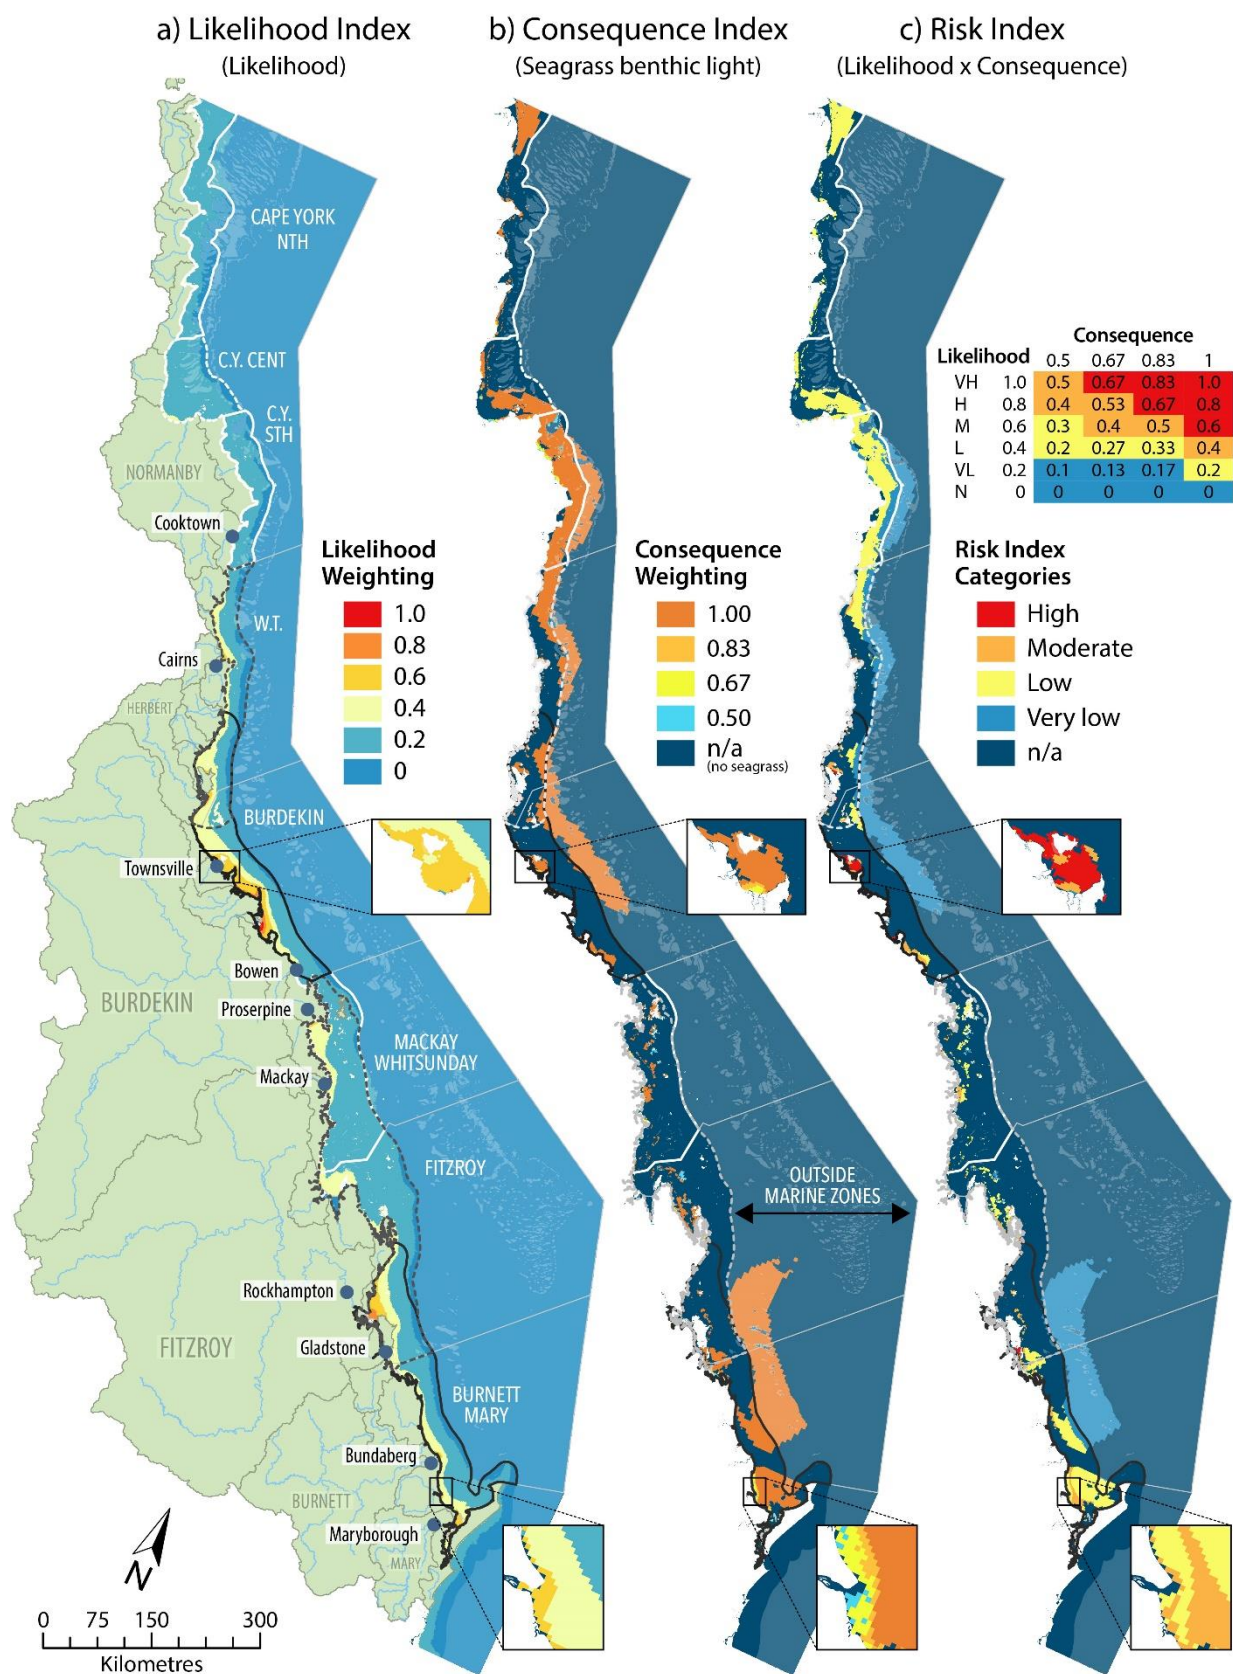 a) Likelihood Index
(Likelihood)
b) Consequence Index
(Seagrass benthic light)
c) Risk Index
(Likelihood x Consequence)
CAPE YORK
NTH
C.Y. CENT
C.Y.
STH
NORMANBY
Cooktown
W.T.
Cairns
HERBERT
BURDEKIN
Townsville
Bowen
BURDEKIN
Proserpine
MACKAY
WHITSUNDAY
Mackay
FITZROY
Rockhampton
FITZROY
Gladstone
BURNETT
MARY
Bundaberg
BURNETT
Maryborough
MARY
N
0 75 150 300
Kilometres
Likelihood
Weighting
1.0
0.8
0.6
0.4
0.2
0
Consequence
Weighting
1.00
0.83
0.67
0.50
n/a
(no seagrass)
OUTSIDE
MARINE ZONES
Consequence
Likelihood 0.5 0.67 0.83 1
VH 1.0 0.5 0.67 0.83 1.0
H 0.8 0.4 0.53 0.67 0.8
M 0.6 0.3 0.4 0.5 0.6
L 0.4 0.2 0.27 0.33 0.4
VL 0.2 0.1 0.13 0.17 0.2
N 0 0 0 0 0
Risk Index
Categories
High
Moderate
Low
Very low
n/a